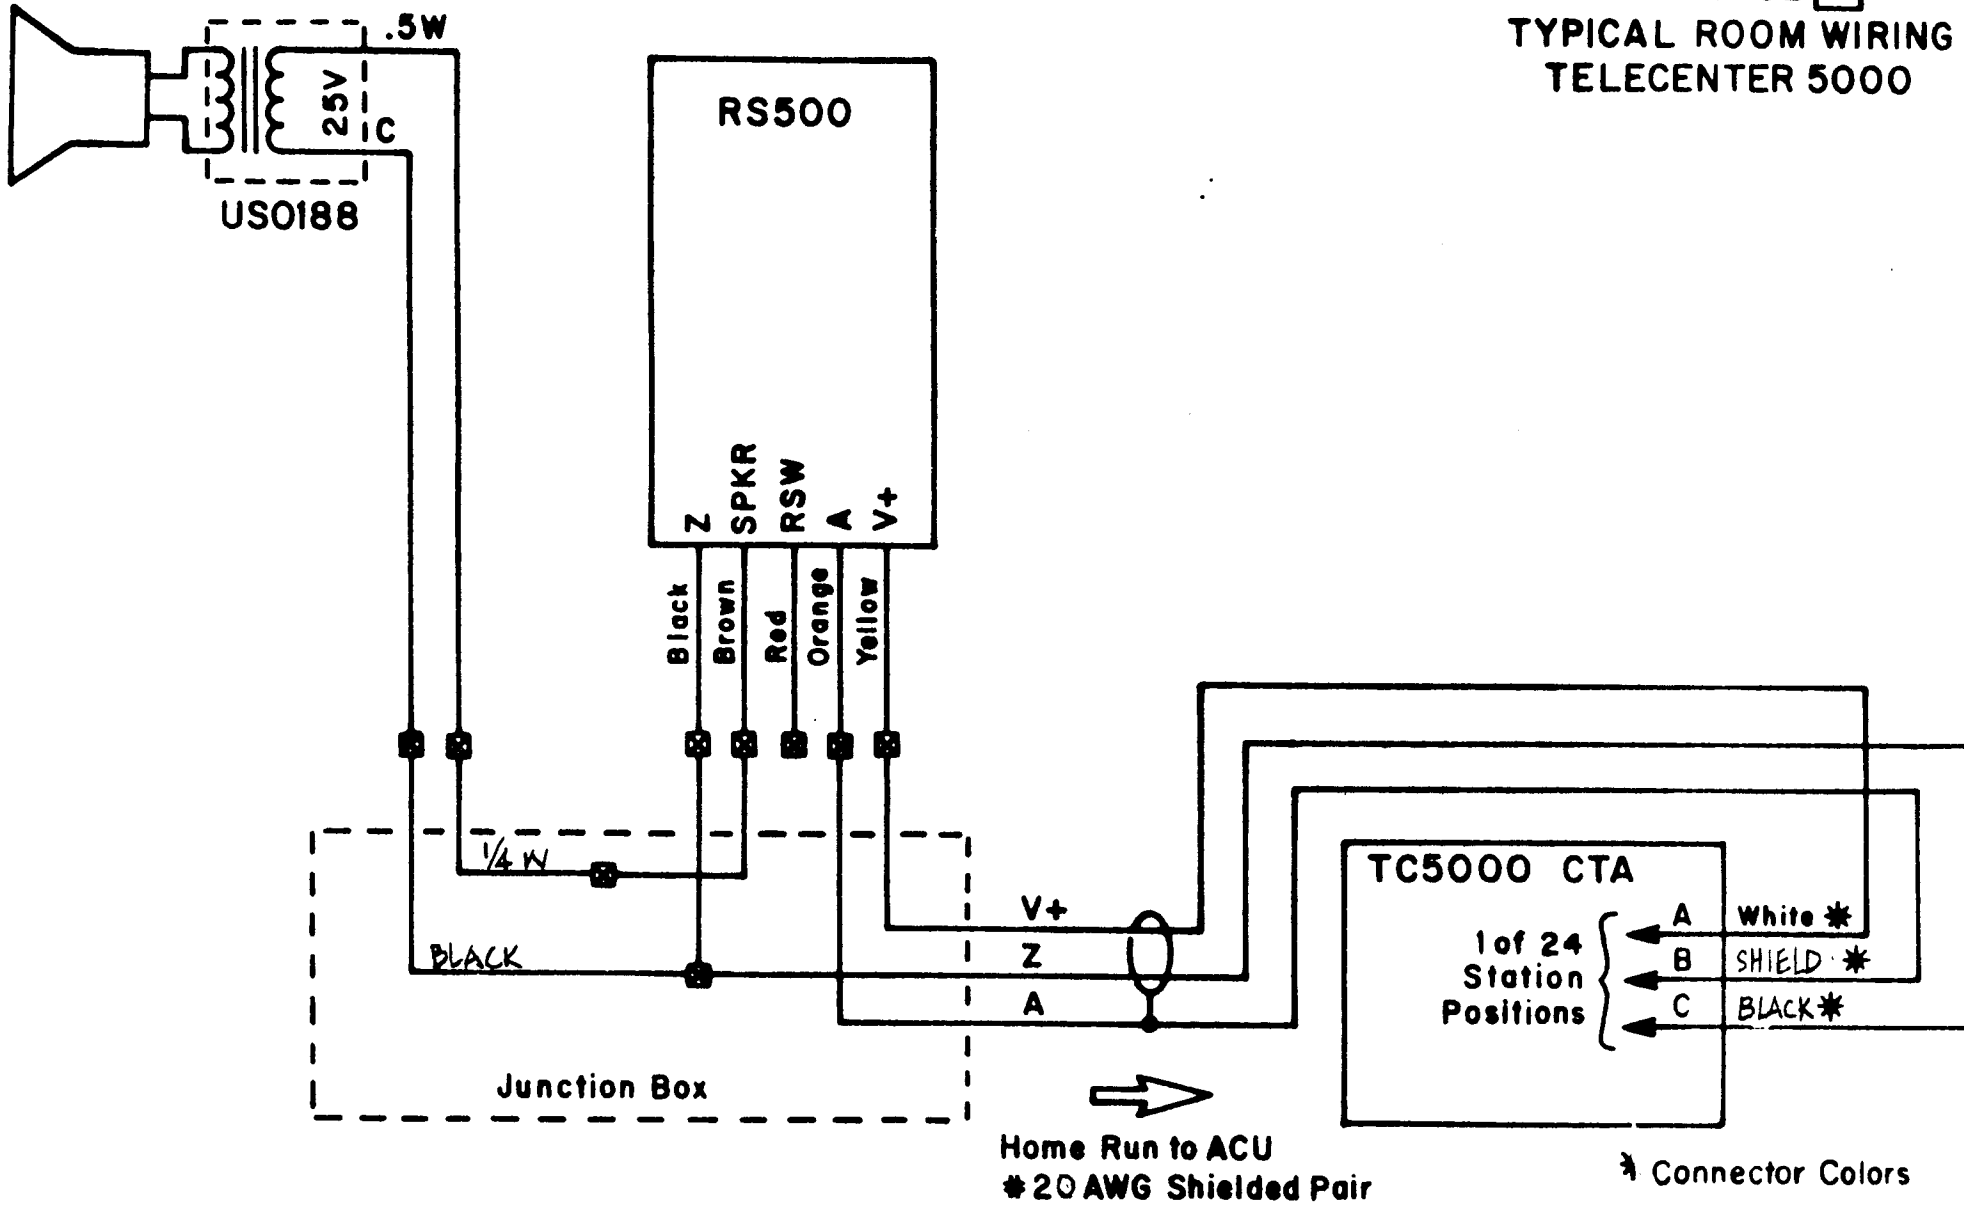 TYPICAL ROOM WIRING
TELECENTER 5000
.5W
25V
C
USO188
RS500
Z
SPKR
RSW
A
V+
Black
Brown
Red
Orange
Yellow
1/4 W
BLACK
V+
Z
A
Junction Box
Home Run to ACU
*20 AWG Shielded Pair
TC5000 CTA
1 of 24
Station
Positions
A White *
B SHIELD *
C BLACK *
* Connector Colors